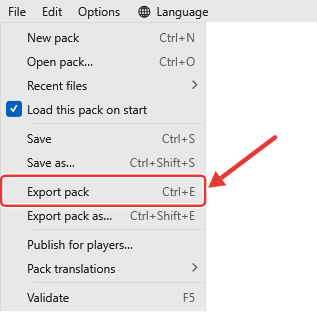 File Edit Options Language
New pack Ctrl+N
Open pack... Ctrl+O
Recent files
Load this pack on start
Save Ctrl+S
Save as... Ctrl+Shift+S
Export pack Ctrl+E
Export pack as... Ctrl+Shift+E
Publish for players...
Pack translations
Validate F5